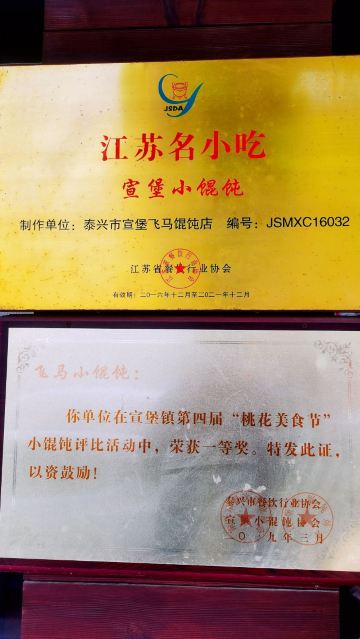 JSDA
江苏名小吃
宣堡小馄饨
制作单位：泰兴市宣堡飞马馄饨店 编号：JSMXC16032
江苏省餐饮行业协会
有效期：二〇一六年十二月至二〇二一年十二月
飞马小馄饨：
你单位在宣堡镇第四届“桃花美食节”
小馄饨评比活动中，荣获一等奖。特发此证，
以资鼓励！
泰兴市餐饮行业协会
宣堡小馄饨协会
二〇一九年三月